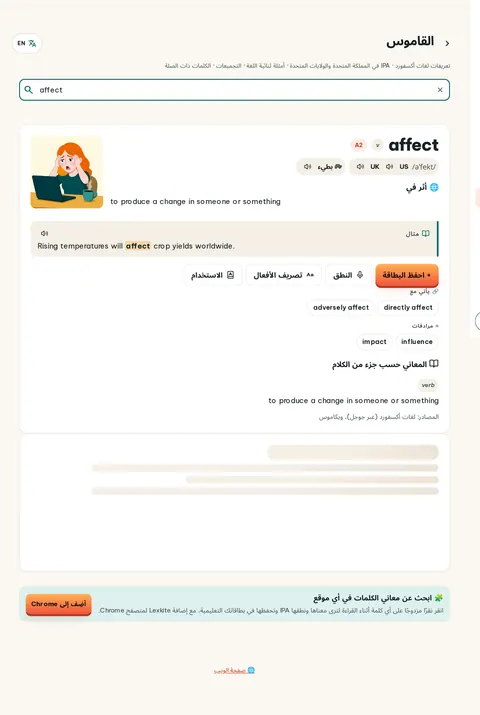 القاموس
EN
تعريفات لغات أكسفورد · IPA في المملكة المتحدة والولايات المتحدة · أمثلة ثنائية اللغة · التجميعات · الكلمات ذات الصلة
affect
affect
v
A2
/əˈfekt/ US UK
بطيء
أثر في
to produce a change in someone or something
مثال
Rising temperatures will affect crop yields worldwide.
+ احفظ البطاقة
النطق
تصريف الأفعال
الاستخدام
يأتي مع
directly affect
adversely affect
≈ مرادفات
influence
impact
المعاني حسب جزء من الكلام
verb
to produce a change in someone or something
المصادر: لغات أكسفورد (عبر جوجل)، ويكاموس
ابحث عن معاني الكلمات في أي موقع
انقر نقرًا مزدوجًا على أي كلمة أثناء القراءة لترى معناها ونطقها IPA وتحفظها في بطاقاتك التعليمية، مع إضافة Lexkite لمتصفح Chrome.
أضف إلى Chrome
صفحة الويب